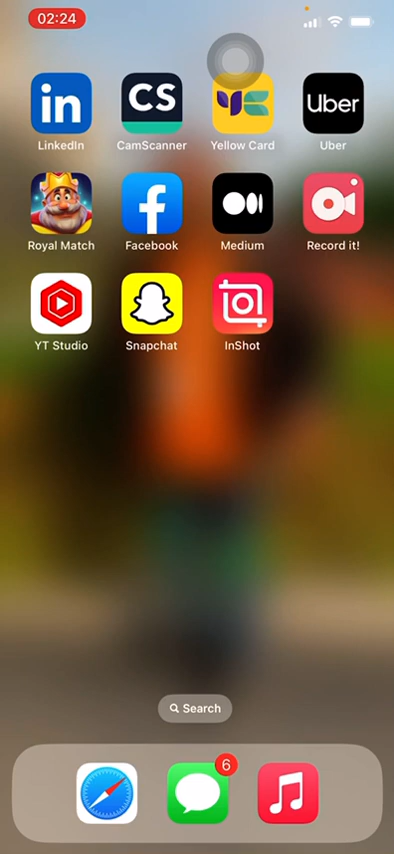 02:24
in
CS
Uber
LinkedIn
CamScanner
Yellow Card
Uber
Royal Match
Facebook
Medium
Record it!
YT Studio
Snapchat
InShot
Search
6